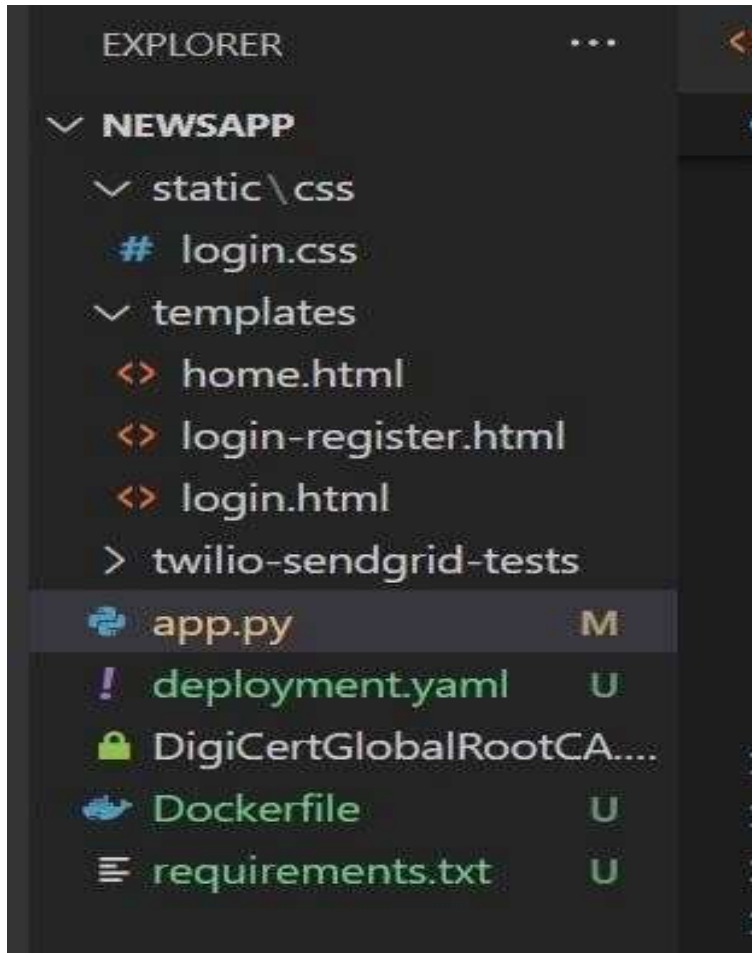 EXPLORER ...
NEWSAPP
static\css
# login.css
templates
<> home.html
<> login-register.html
<> login.html
> twilio-sendgrid-tests
app.py M
! deployment.yaml U
DigiCertGlobalRootCA....
Dockerfile U
requirements.txt U